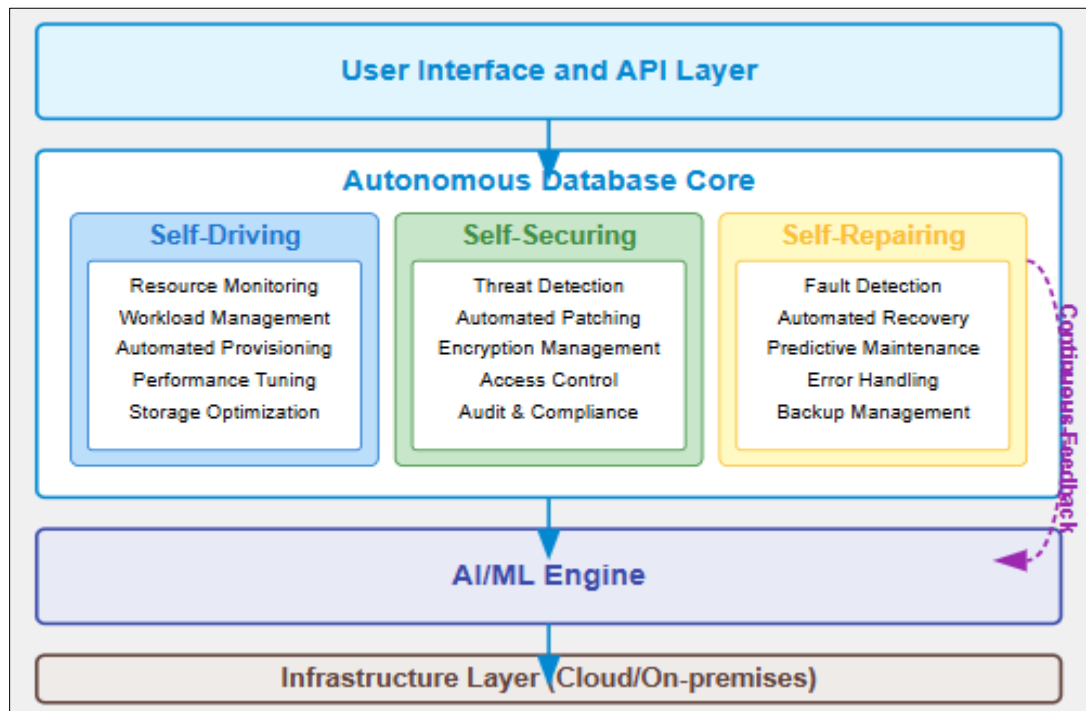 User Interface and API Layer
Autonomous Database Core
Self-Driving
Resource Monitoring
Workload Management
Automated Provisioning
Performance Tuning
Storage Optimization
Self-Securing
Threat Detection
Automated Patching
Encryption Management
Access Control
Audit & Compliance
Self-Repairing
Fault Detection
Automated Recovery
Predictive Maintenance
Error Handling
Backup Management
Continuous Feedback
AI/ML Engine
Infrastructure Layer (Cloud/On-premises)